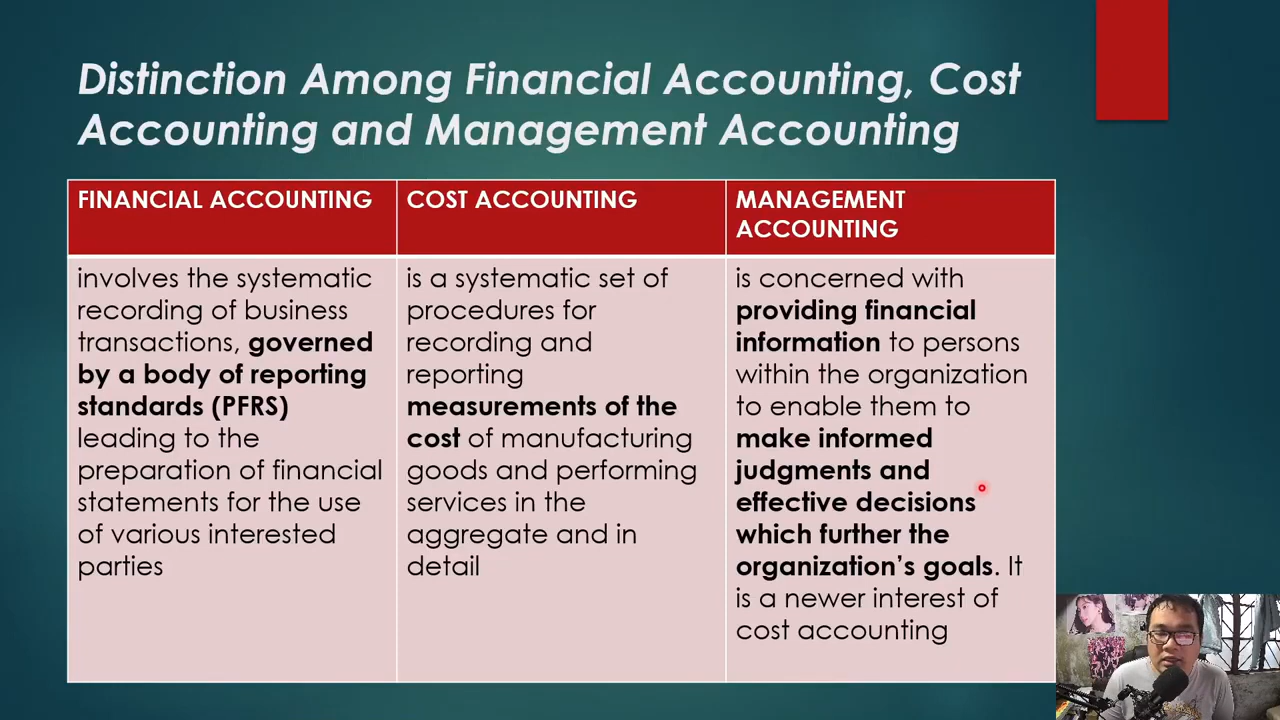 Distinction Among Financial Accounting, Cost
Accounting and Management Accounting
FINANCIAL ACCOUNTING
COST ACCOUNTING
MANAGEMENT
ACCOUNTING
involves the systematic
recording of business
transactions, governed
by a body of reporting
standards (PFRS)
leading to the
preparation of financial
statements for the use
of various interested
parties
is a systematic set of
procedures for
recording and
reporting
measurements of the
cost of manufacturing
goods and performing
services in the
aggregate and in
detail
is concerned with
providing financial
information to persons
within the organization
to enable them to
make informed
judgments and
effective decisions
which further the
organization’s goals. It
is a newer interest of
cost accounting